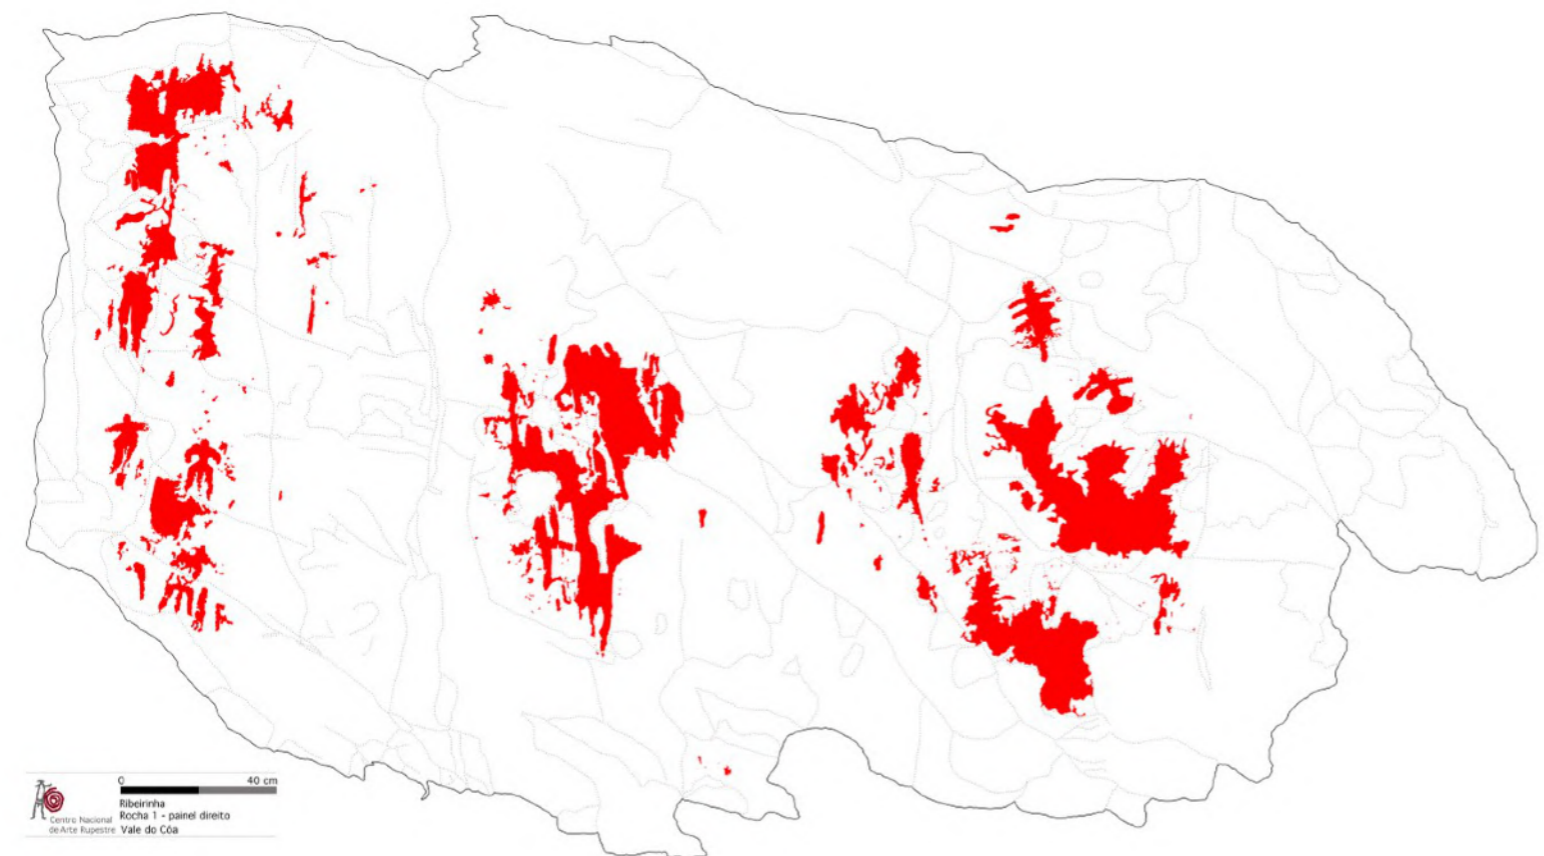 0 40 cm
Ribeirinha
Rocha 1 - painel direito
Vale do Côa
Centro Nacional
de Arte Rupestre